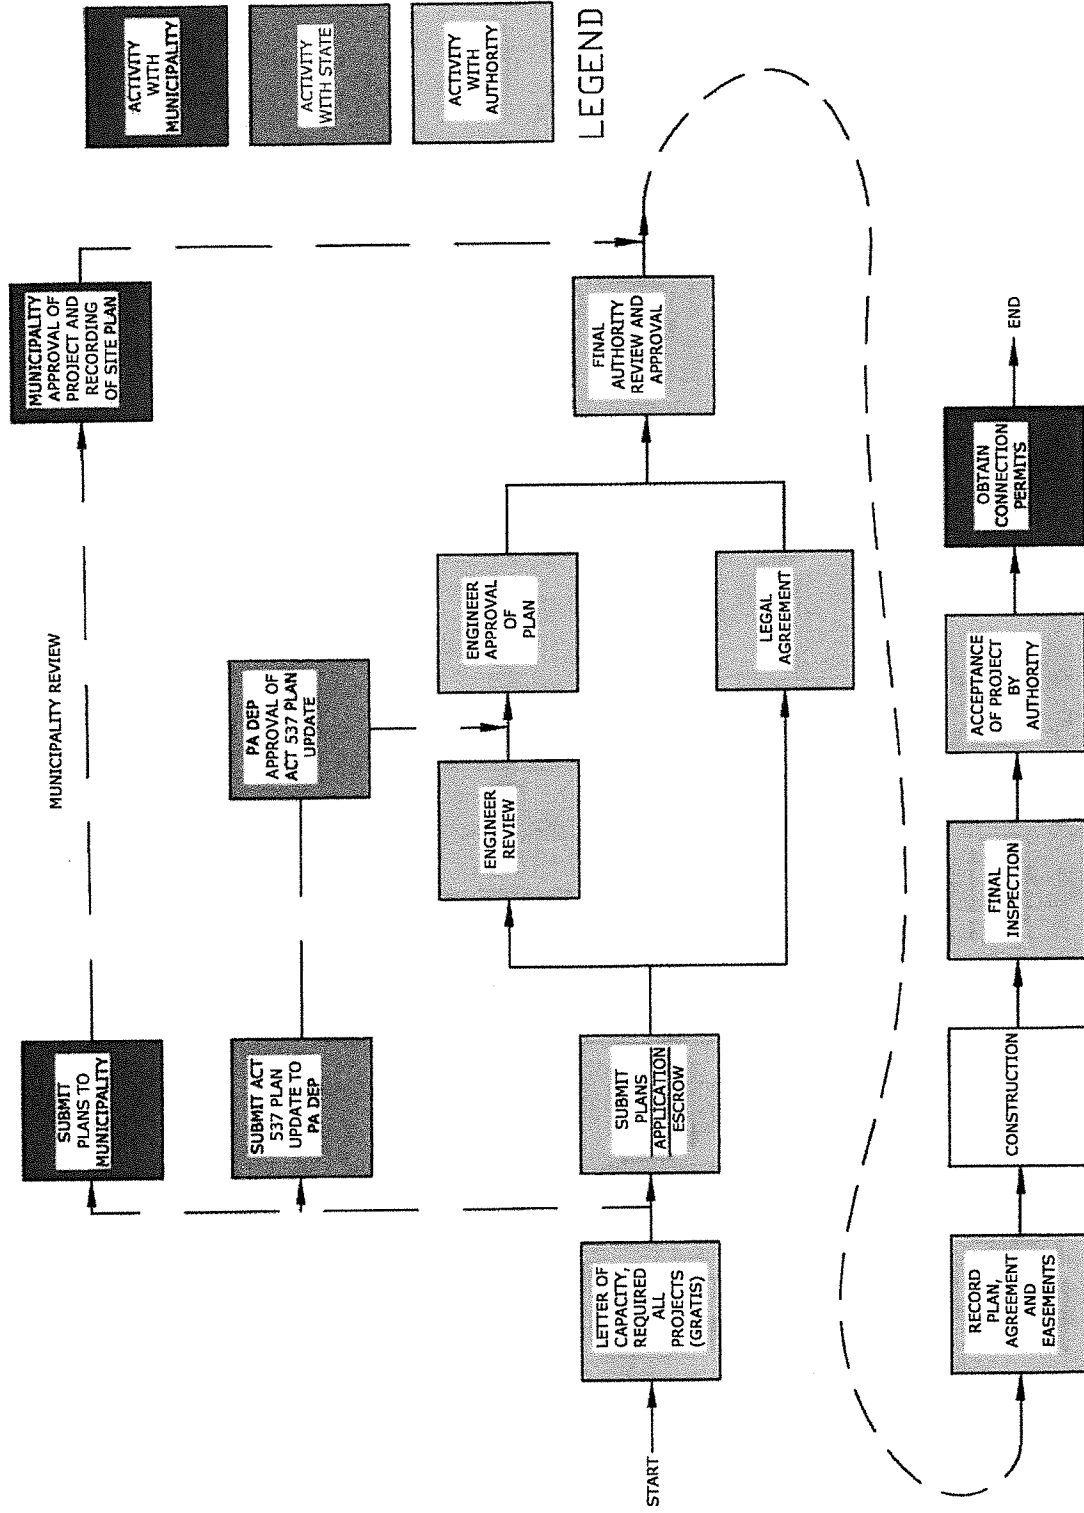 SUBMIT
PLANS TO
MUNICIPALITY
MUNICIPALITY REVIEW
MUNICIPALITY
APPROVAL OF
PROJECT AND
RECORDING
OF SITE PLAN
SUBMIT ACT
537 PLAN
UPDATE TO
PA DEP
PA DEP
APPROVAL OF
ACT 537 PLAN
UPDATE
START
LETTER OF
CAPACITY,
REQUIRED
ALL
PROJECTS
(GRATIS)
SUBMIT
PLANS
APPLICATION
ESCROW
ENGINEER
REVIEW
ENGINEER
APPROVAL
OF
PLAN
LEGAL
AGREEMENT
FINAL
AUTHORITY
REVIEW AND
APPROVAL
RECORD
PLAN,
AGREEMENT
AND
EASEMENTS
CONSTRUCTION
FINAL
INSPECTION
ACCEPTANCE
OF PROJECT
BY
AUTHORITY
OBTAIN
CONNECTION
PERMITS
END
ACTIVITY
WITH
MUNICIPALITY
ACTIVITY
WITH STATE
ACTIVITY
WITH
AUTHORITY
LEGEND